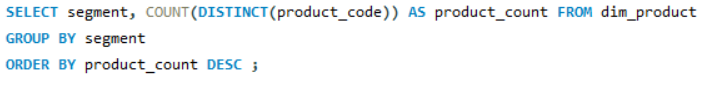 SELECT segment, COUNT(DISTINCT(product_code)) AS product_count FROM dim_product
GROUP BY segment
ORDER BY product_count DESC ;